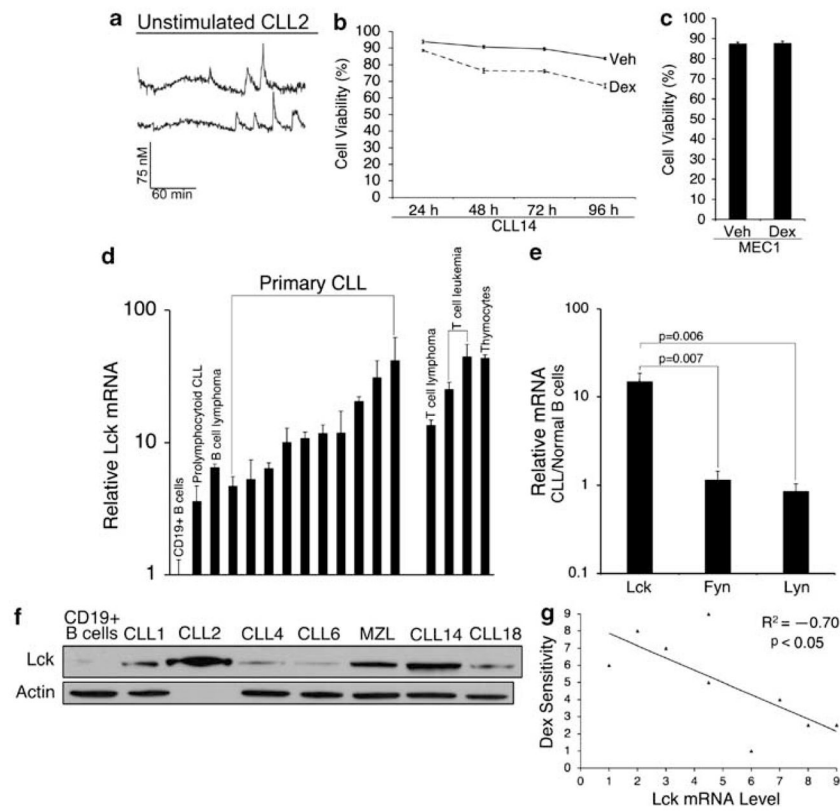 a
Unstimulated CLL2
75 nM
60 min
b
Cell Viability (%)
100
90
80
70
60
50
40
30
20
10
0
Veh
Dex
24 h 48 h 72 h 96 h
CLL14
c
Cell Viability (%)
100
90
80
70
60
50
40
30
20
10
0
Veh Dex
MEC1
d
Relative Lck mRNA
100
10
1
CD19+ B cells
Prolymphocytoid CLL
B cell lymphoma
Primary CLL
T cell lymphoma
T cell leukemia
Thymocytes
e
Relative mRNA
CLL/Normal B cells
100
10
1
0.1
p=0.006
p=0.007
Lck Fyn Lyn
f
CD19+
B cells CLL1 CLL2 CLL4 CLL6 MZL CLL14 CLL18
Lck
Actin
g
Dex Sensitivity
9
8
7
6
5
4
3
2
1
0
R² = −0.70
p < 0.05
0 1 2 3 4 5 6 7 8 9
Lck mRNA Level